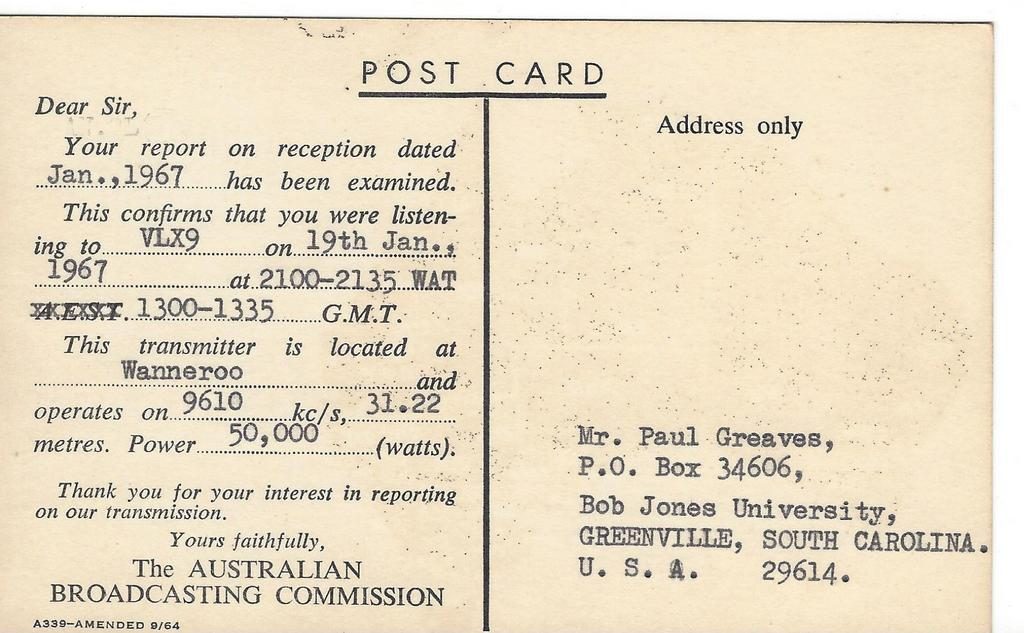 POST CARD
Dear Sir,
Your report on reception dated
Jan.,1967 has been examined.
This confirms that you were listen-
ing to VLX9 on 19th Jan.,
1967 at 2100-2135 WAT
A.E.S.T. 1300-1335 G.M.T.
This transmitter is located at
Wanneroo and
operates on 9610 kc/s, 31.22
metres. Power 50,000 (watts).
Thank you for your interest in reporting
on our transmission.
Yours faithfully,
The AUSTRALIAN
BROADCASTING COMMISSION
A339-AMENDED 9/64
Address only
Mr. Paul Greaves,
P.O. Box 34606,
Bob Jones University,
GREENVILLE, SOUTH CAROLINA.
U. S. A. 29614.